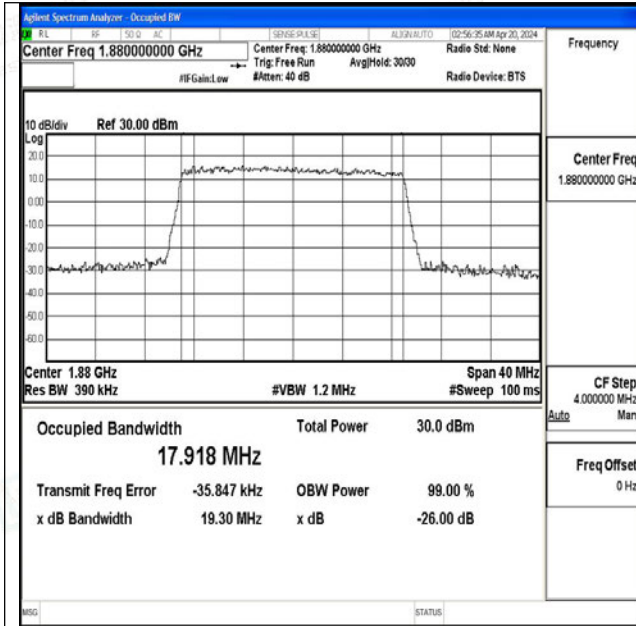 Agilent Spectrum Analyzer - Occupied BW
RL RF 50 Ω AC SENSE:PULSE ALIGN AUTO 02:56:35 AM Apr 20, 2024
Center Freq 1.880000000 GHz
Center Freq: 1.880000000 GHz
Radio Std: None
Trig: Free Run Avg|Hold: 30/30
#IFGain:Low #Atten: 40 dB Radio Device: BTS
10 dB/div Ref 30.00 dBm
Log
20.0
10.0
0.00
-10.0
-20.0
-30.0
-40.0
-50.0
-60.0
Center 1.88 GHz Span 40 MHz
Res BW 390 kHz #VBW 1.2 MHz #Sweep 100 ms
Occupied Bandwidth Total Power 30.0 dBm
17.918 MHz
Transmit Freq Error -35.847 kHz OBW Power 99.00 %
x dB Bandwidth 19.30 MHz x dB -26.00 dB
MSG STATUS
Frequency
Center Freq
1.880000000 GHz
CF Step
4.000000 MHz
Auto Man
Freq Offset
0 Hz